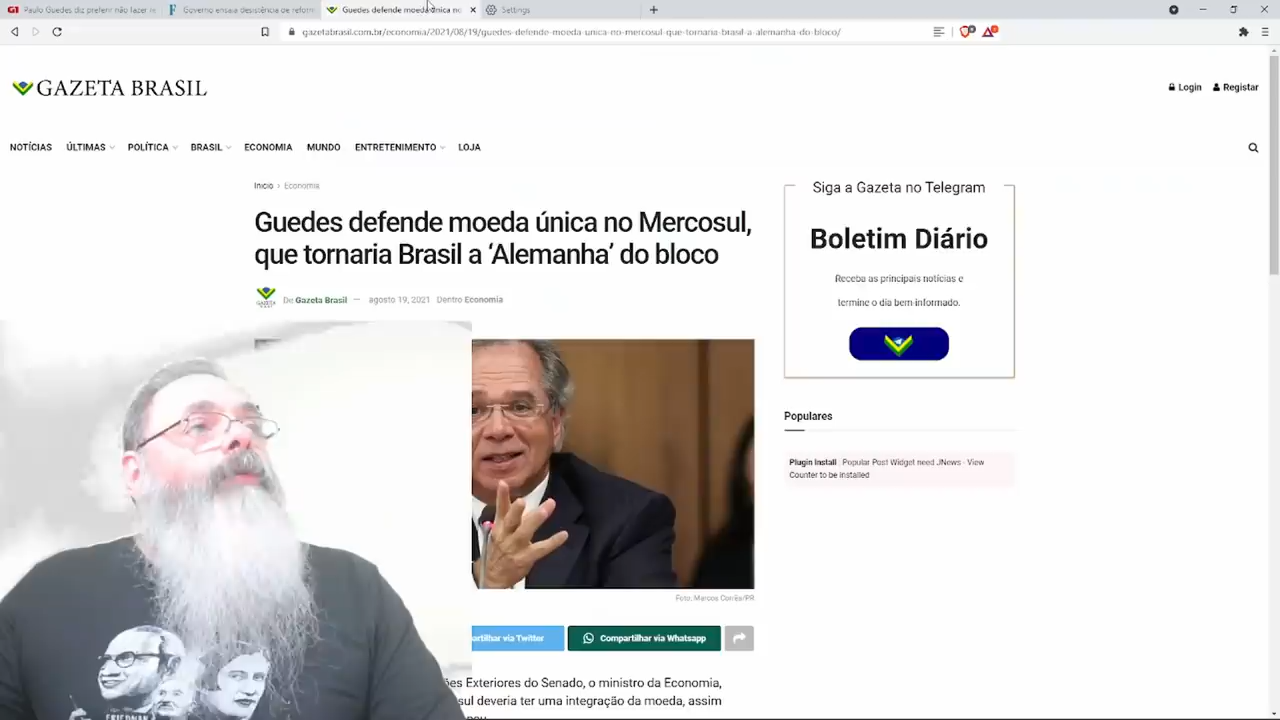 Paulo Guedes diz preferir não lazer re
Governo ensaia desistência de reforn
Guedes defende moeda única no
Settings
gazetabrasil.com.br/economia/2021/08/19/guedes-defende-moeda-unica-no-mercosul-que-tornaria-brasil-a-alemanha-do-bloco/
GAZETA BRASIL
Login
Registar
NOTÍCIAS ÚLTIMAS POLÍTICA BRASIL ECONOMIA MUNDO ENTRETENIMENTO LOJA
Início > Economia
Guedes defende moeda única no Mercosul,
que tornaria Brasil a ‘Alemanha’ do bloco
De Gazeta Brasil — agosto 19, 2021 Dentro Economia
Siga a Gazeta no Telegram
Boletim Diário
Receba as principais notícias e
termine o dia bem informado.
Populares
Plugin Install : Popular Post Widget need JNews - View
Counter to be installed
Foto: Marcos Corrêa/PR
artilhar via Twitter
Compartilhar via Whatsapp
ões Exteriores do Senado, o ministro da Economia,
sul deveria ter uma integração da moeda, assim
FRIEDMAN